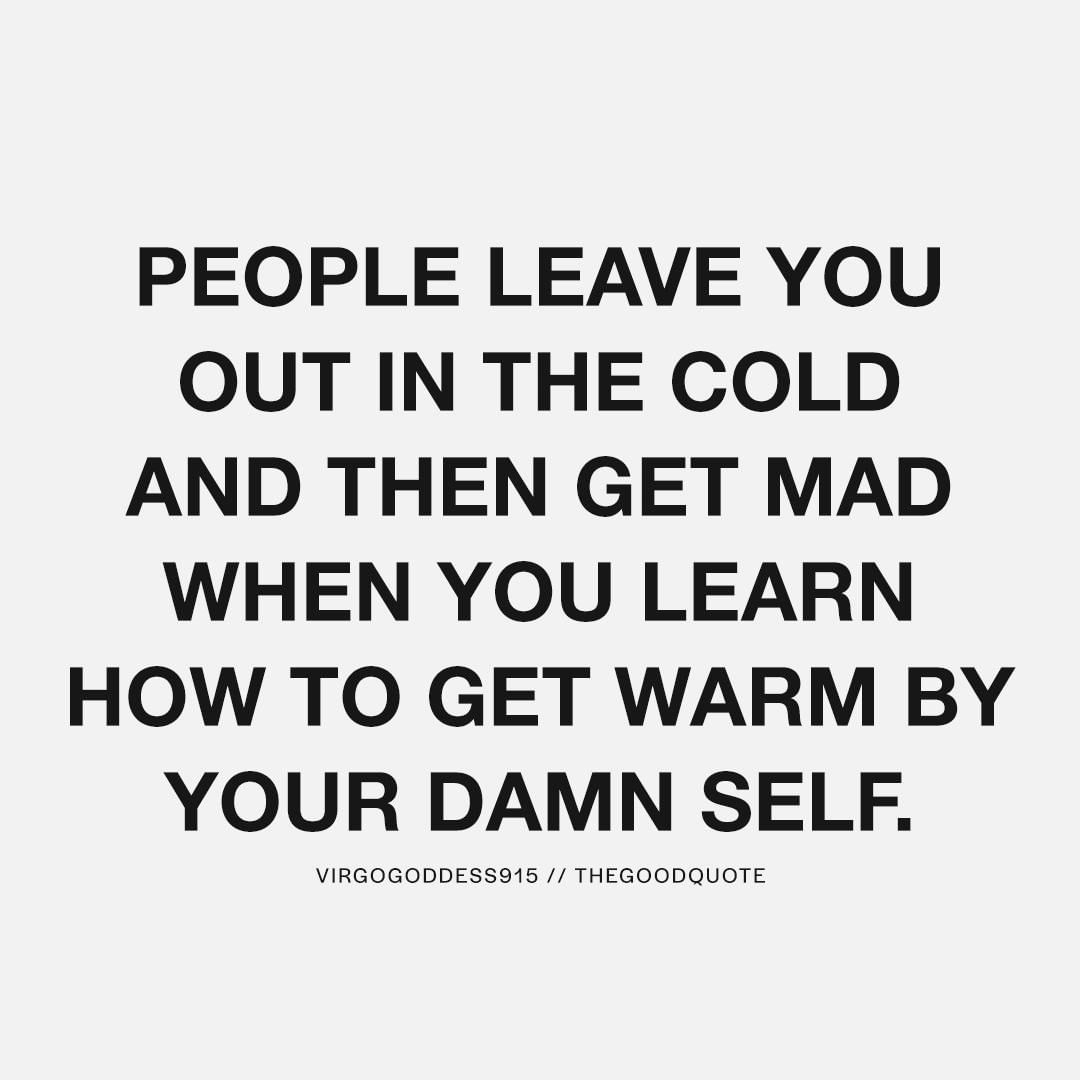 PEOPLE LEAVE YOU
OUT IN THE COLD
AND THEN GET MAD
WHEN YOU LEARN
HOW TO GET WARM BY
YOUR DAMN SELF.
VIRGOGODDESS915 // THEGOODQUOTE